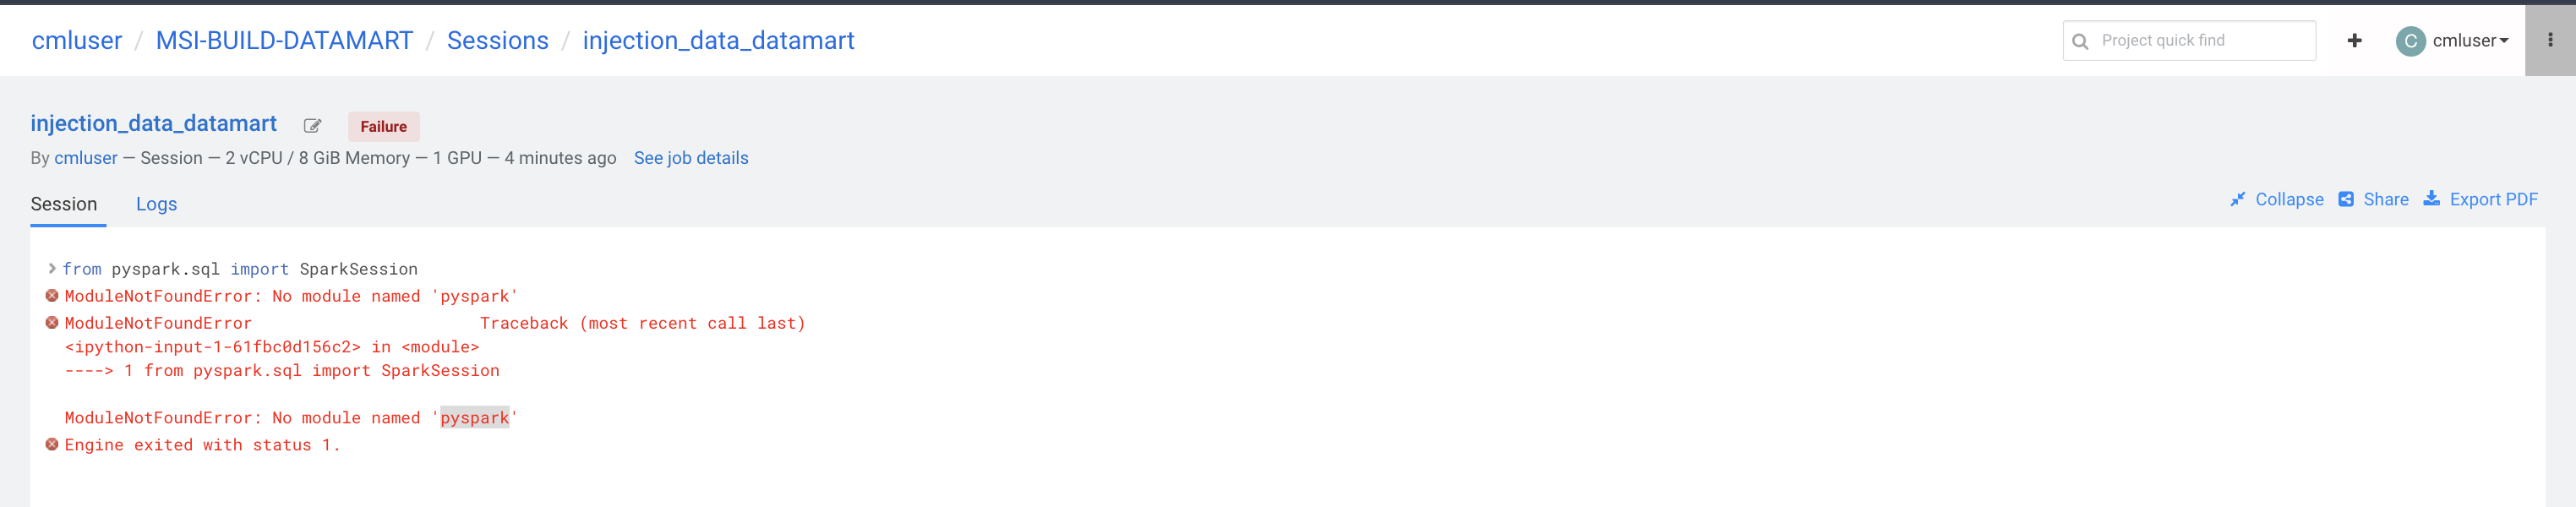 cmluser / MSI-BUILD-DATAMART / Sessions / injection_data_datamart
Project quick find
C cmluser
injection_data_datamart Failure
By cmluser — Session — 2 vCPU / 8 GiB Memory — 1 GPU — 4 minutes ago See job details
Session Logs
Collapse Share Export PDF
from pyspark.sql import SparkSession
ModuleNotFoundError: No module named 'pyspark'
ModuleNotFoundError Traceback (most recent call last)
<ipython-input-1-61fbc0d156c2> in <module>
----> 1 from pyspark.sql import SparkSession
ModuleNotFoundError: No module named 'pyspark'
Engine exited with status 1.